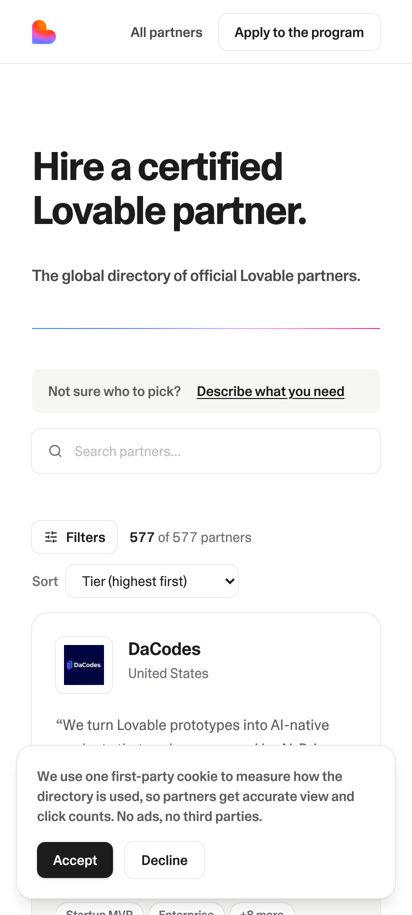 All partners
Apply to the program
Hire a certified
Lovable partner.
The global directory of official Lovable partners.
Not sure who to pick? Describe what you need
Search partners...
Filters
577 of 577 partners
Sort
Tier (highest first)
DaCodes
DaCodes
United States
“We turn Lovable prototypes into AI-native
We use one first-party cookie to measure how the
directory is used, so partners get accurate view and
click counts. No ads, no third parties.
Accept
Decline
Startup MVP
Enterprise
+8 more